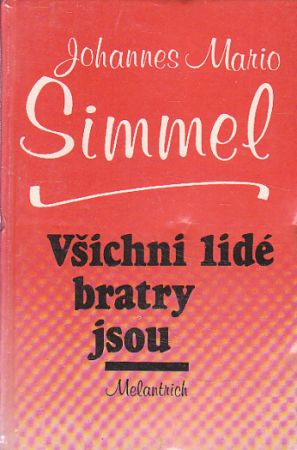 Johannes Mario
Simmel
Všichni lidé
bratry
jsou
Melantrich